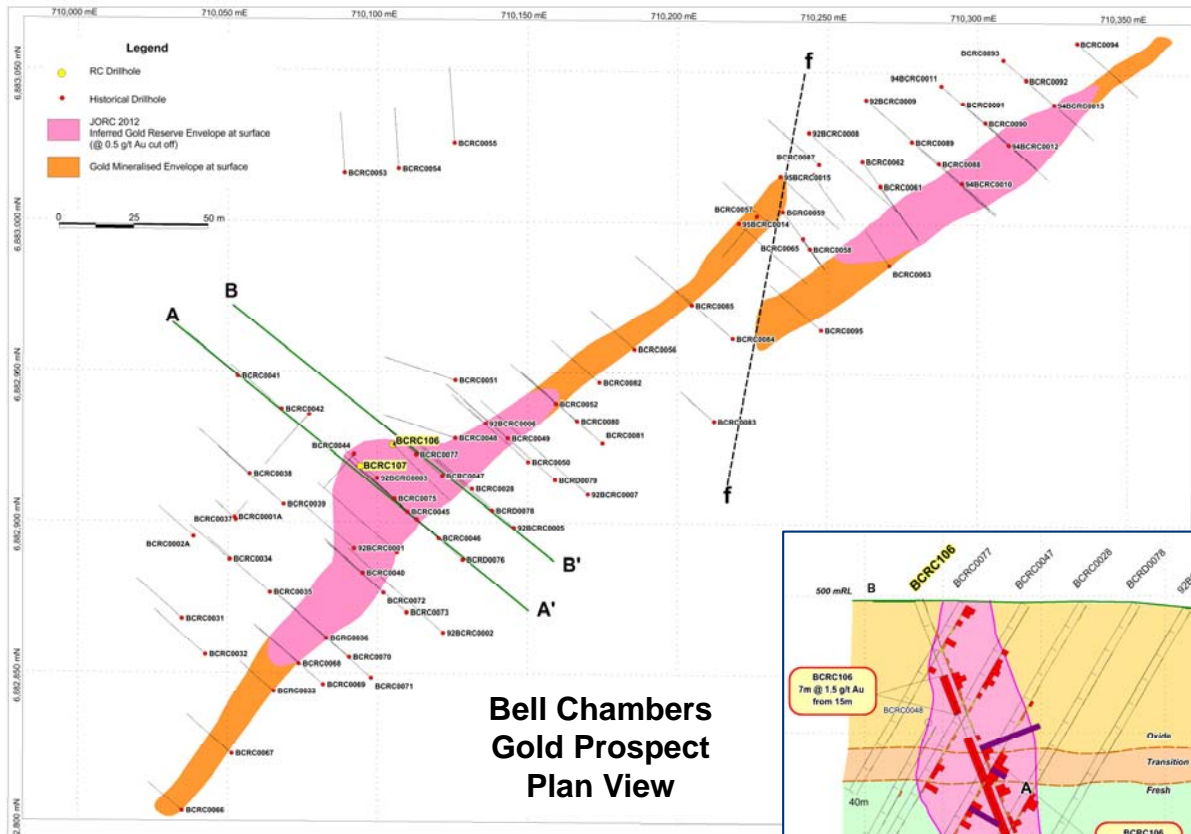 710,000 mE
710,050 mE
710,100 mE
710,150 mE
710,200 mE
710,250 mE
710,300 mE
710,350 mE
6,883,050 mN
6,883,000 mN
6,882,950 mN
6,882,900 mN
6,882,850 mN
Legend
RC Drillhole
Historical Drillhole
JORC 2012
Inferred Gold Reserve Envelope at surface
(@ 0.5 g/t Au cut off)
Gold Mineralised Envelope at surface
0 25 50 m
f
BCRC0094
BCRC0093
BCRC0092
94BCRC0011
92BCRC0009
BCRC0091
94BCRC0013
BCRC0090
92BCRC0008
BCRC0089
94BCRC0012
BCRC0055
BCRC0054
BCRC0053
BCRC0087
BCRC0062
BCRC0088
95BCRC0015
BCRC0061
94BCRC0010
BCRC0057
BCRC0059
95BCRC0014
BCRC0065
BCRC0058
BCRC0063
B
A
BCRC0085
BCRC0084
BCRC0095
BCRC0056
BCRC0041
BCRC0051
BCRC0082
BCRC0042
BCRC0052
92BCRC0006
BCRC0080
BCRC0083
BCRC106
BCRC0048
BCRC0049
BCRC0081
BCRC0044
BCRC0077
BCRC107
BCRC0050
BCRC0038
92BCRC0003
BCRC0047
BCRD0079
BCRC0028
92BCRC0007
BCRC0039
BCRC0075
BCRC0045
BCRD0078
f
BCRC0037
BCRC0001A
92BCRC0005
BCRC0002A
BCRC0046
BCRC0034
92BCRC0001
BCRD0076
B'
BCRC0040
BCRC0035
BCRC0072
A'
BCRC0031
BCRC0073
BCRC0036
92BCRC0002
BCRC0032
BCRC0068
BCRC0070
BCRC0033
BCRC0069
BCRC0071
BCRC0067
BCRC0066
Bell Chambers
Gold Prospect
Plan View
BCRC106
BCRC0077
BCRC0047
BCRC0028
BCRD0078
500 mRL
B
BCRC106
7m @ 1.5 g/t Au
from 15m
BCRC0048
Oxide
Transition
Fresh
A
40m
BCRC106